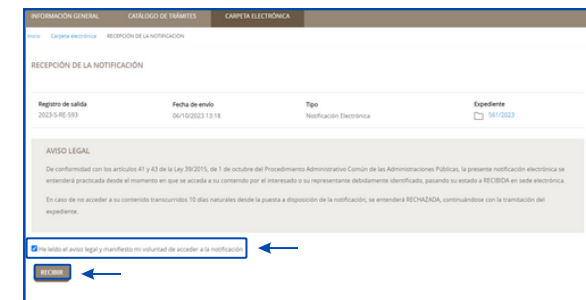 INFORMACIÓN GENERAL CATÁLOGO DE TRÁMITES CARPETA ELECTRÓNICA
Inicio Carpeta electrónica RECEPCIÓN DE LA NOTIFICACIÓN
RECEPCIÓN DE LA NOTIFICACIÓN
Registro de salida Fecha de envío Tipo Expediente
2023-S-RE-593 06/10/2023 13:18 Notificación Electrónica 561/2023
AVISO LEGAL
De conformidad con los artículos 41 y 43 de la Ley 39/2015, de 1 de octubre del Procedimiento Administrativo Común de las Administraciones Públicas, la presente notificación electrónica se
entenderá practicada desde el momento en que se acceda a su contenido por el interesado o su representante debidamente identificado, pasando su estado a RECIBIDA en sede electrónica.
En caso de no acceder a su contenido transcurridos 10 días naturales desde la puesta a disposición de la notificación, se entenderá RECHAZADA, continuándose con la tramitación del
expediente.
He leído el aviso legal y manifiesto mi voluntad de acceder a la notificación
RECIBIR